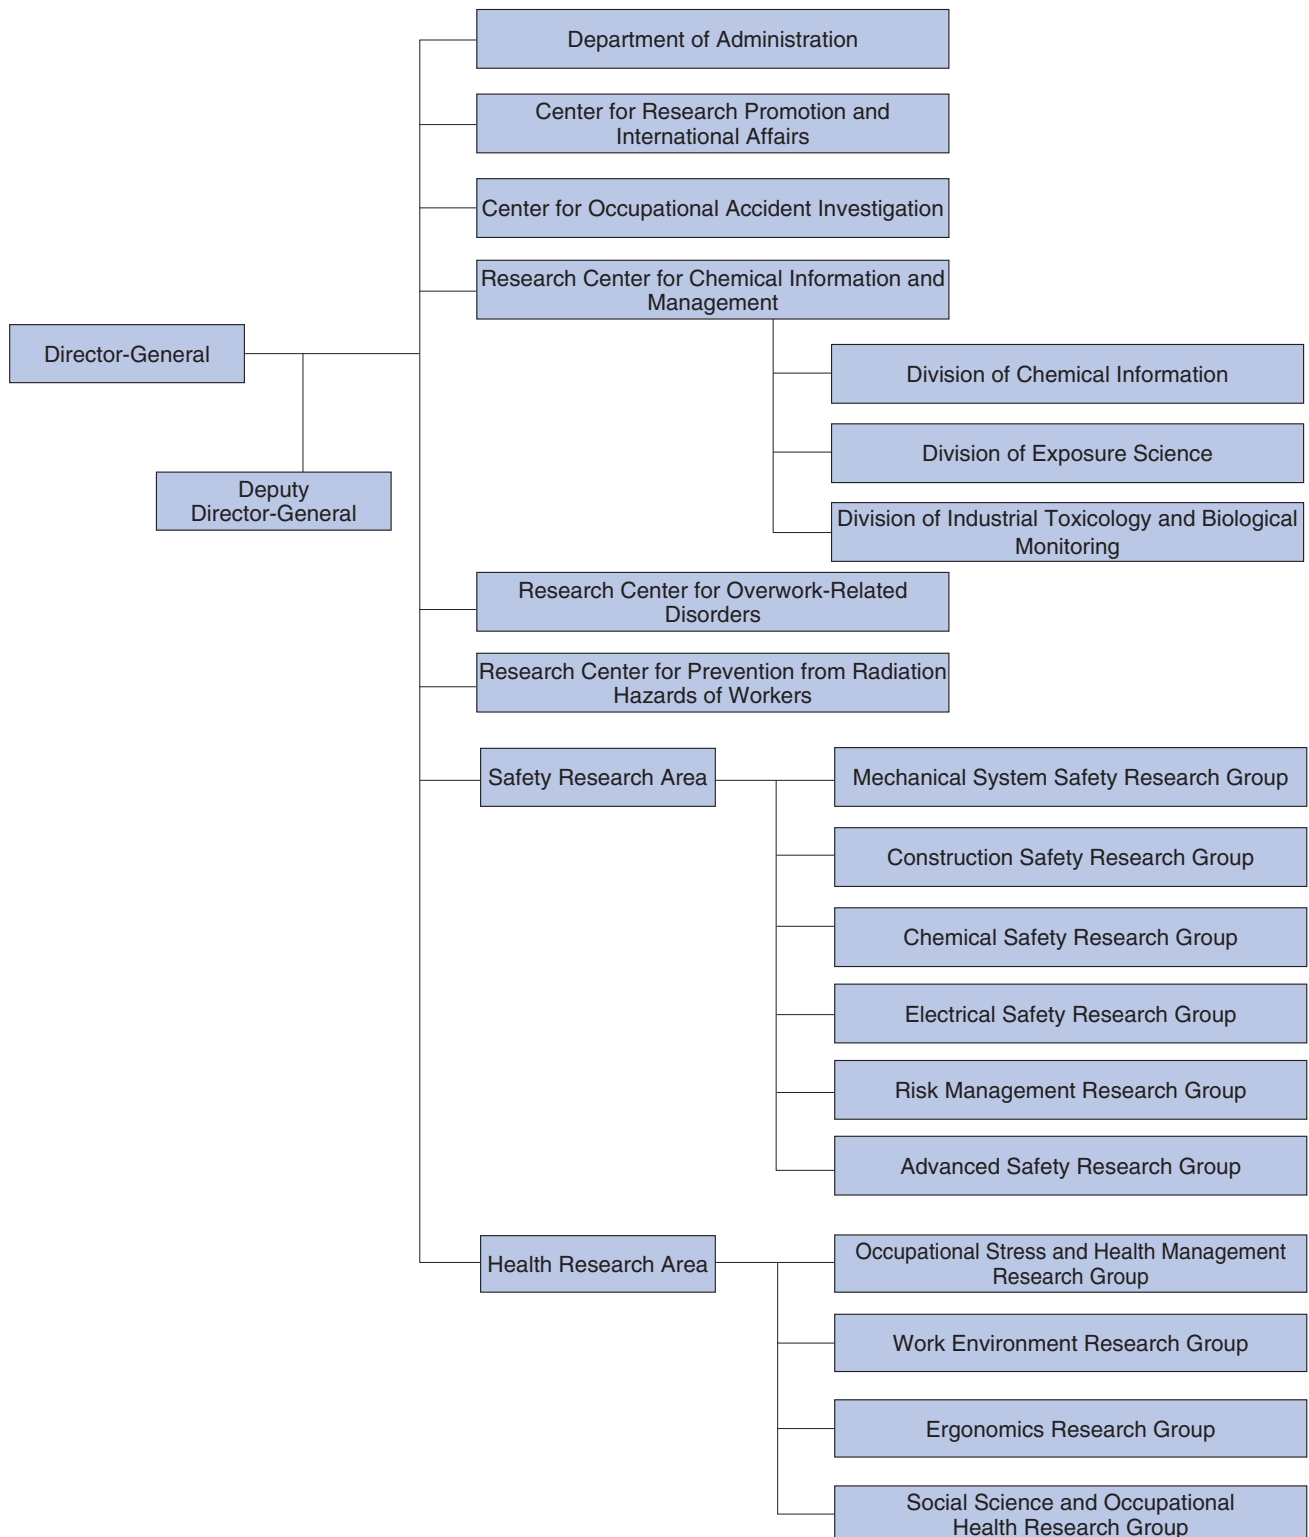 Department of Administration
Center for Research Promotion and
International Affairs
Center for Occupational Accident Investigation
Research Center for Chemical Information and
Management
Director-General
Division of Chemical Information
Division of Exposure Science
Deputy
Director-General
Division of Industrial Toxicology and Biological
Monitoring
Research Center for Overwork-Related
Disorders
Research Center for Prevention from Radiation
Hazards of Workers
Safety Research Area
Mechanical System Safety Research Group
Construction Safety Research Group
Chemical Safety Research Group
Electrical Safety Research Group
Risk Management Research Group
Advanced Safety Research Group
Health Research Area
Occupational Stress and Health Management
Research Group
Work Environment Research Group
Ergonomics Research Group
Social Science and Occupational
Health Research Group